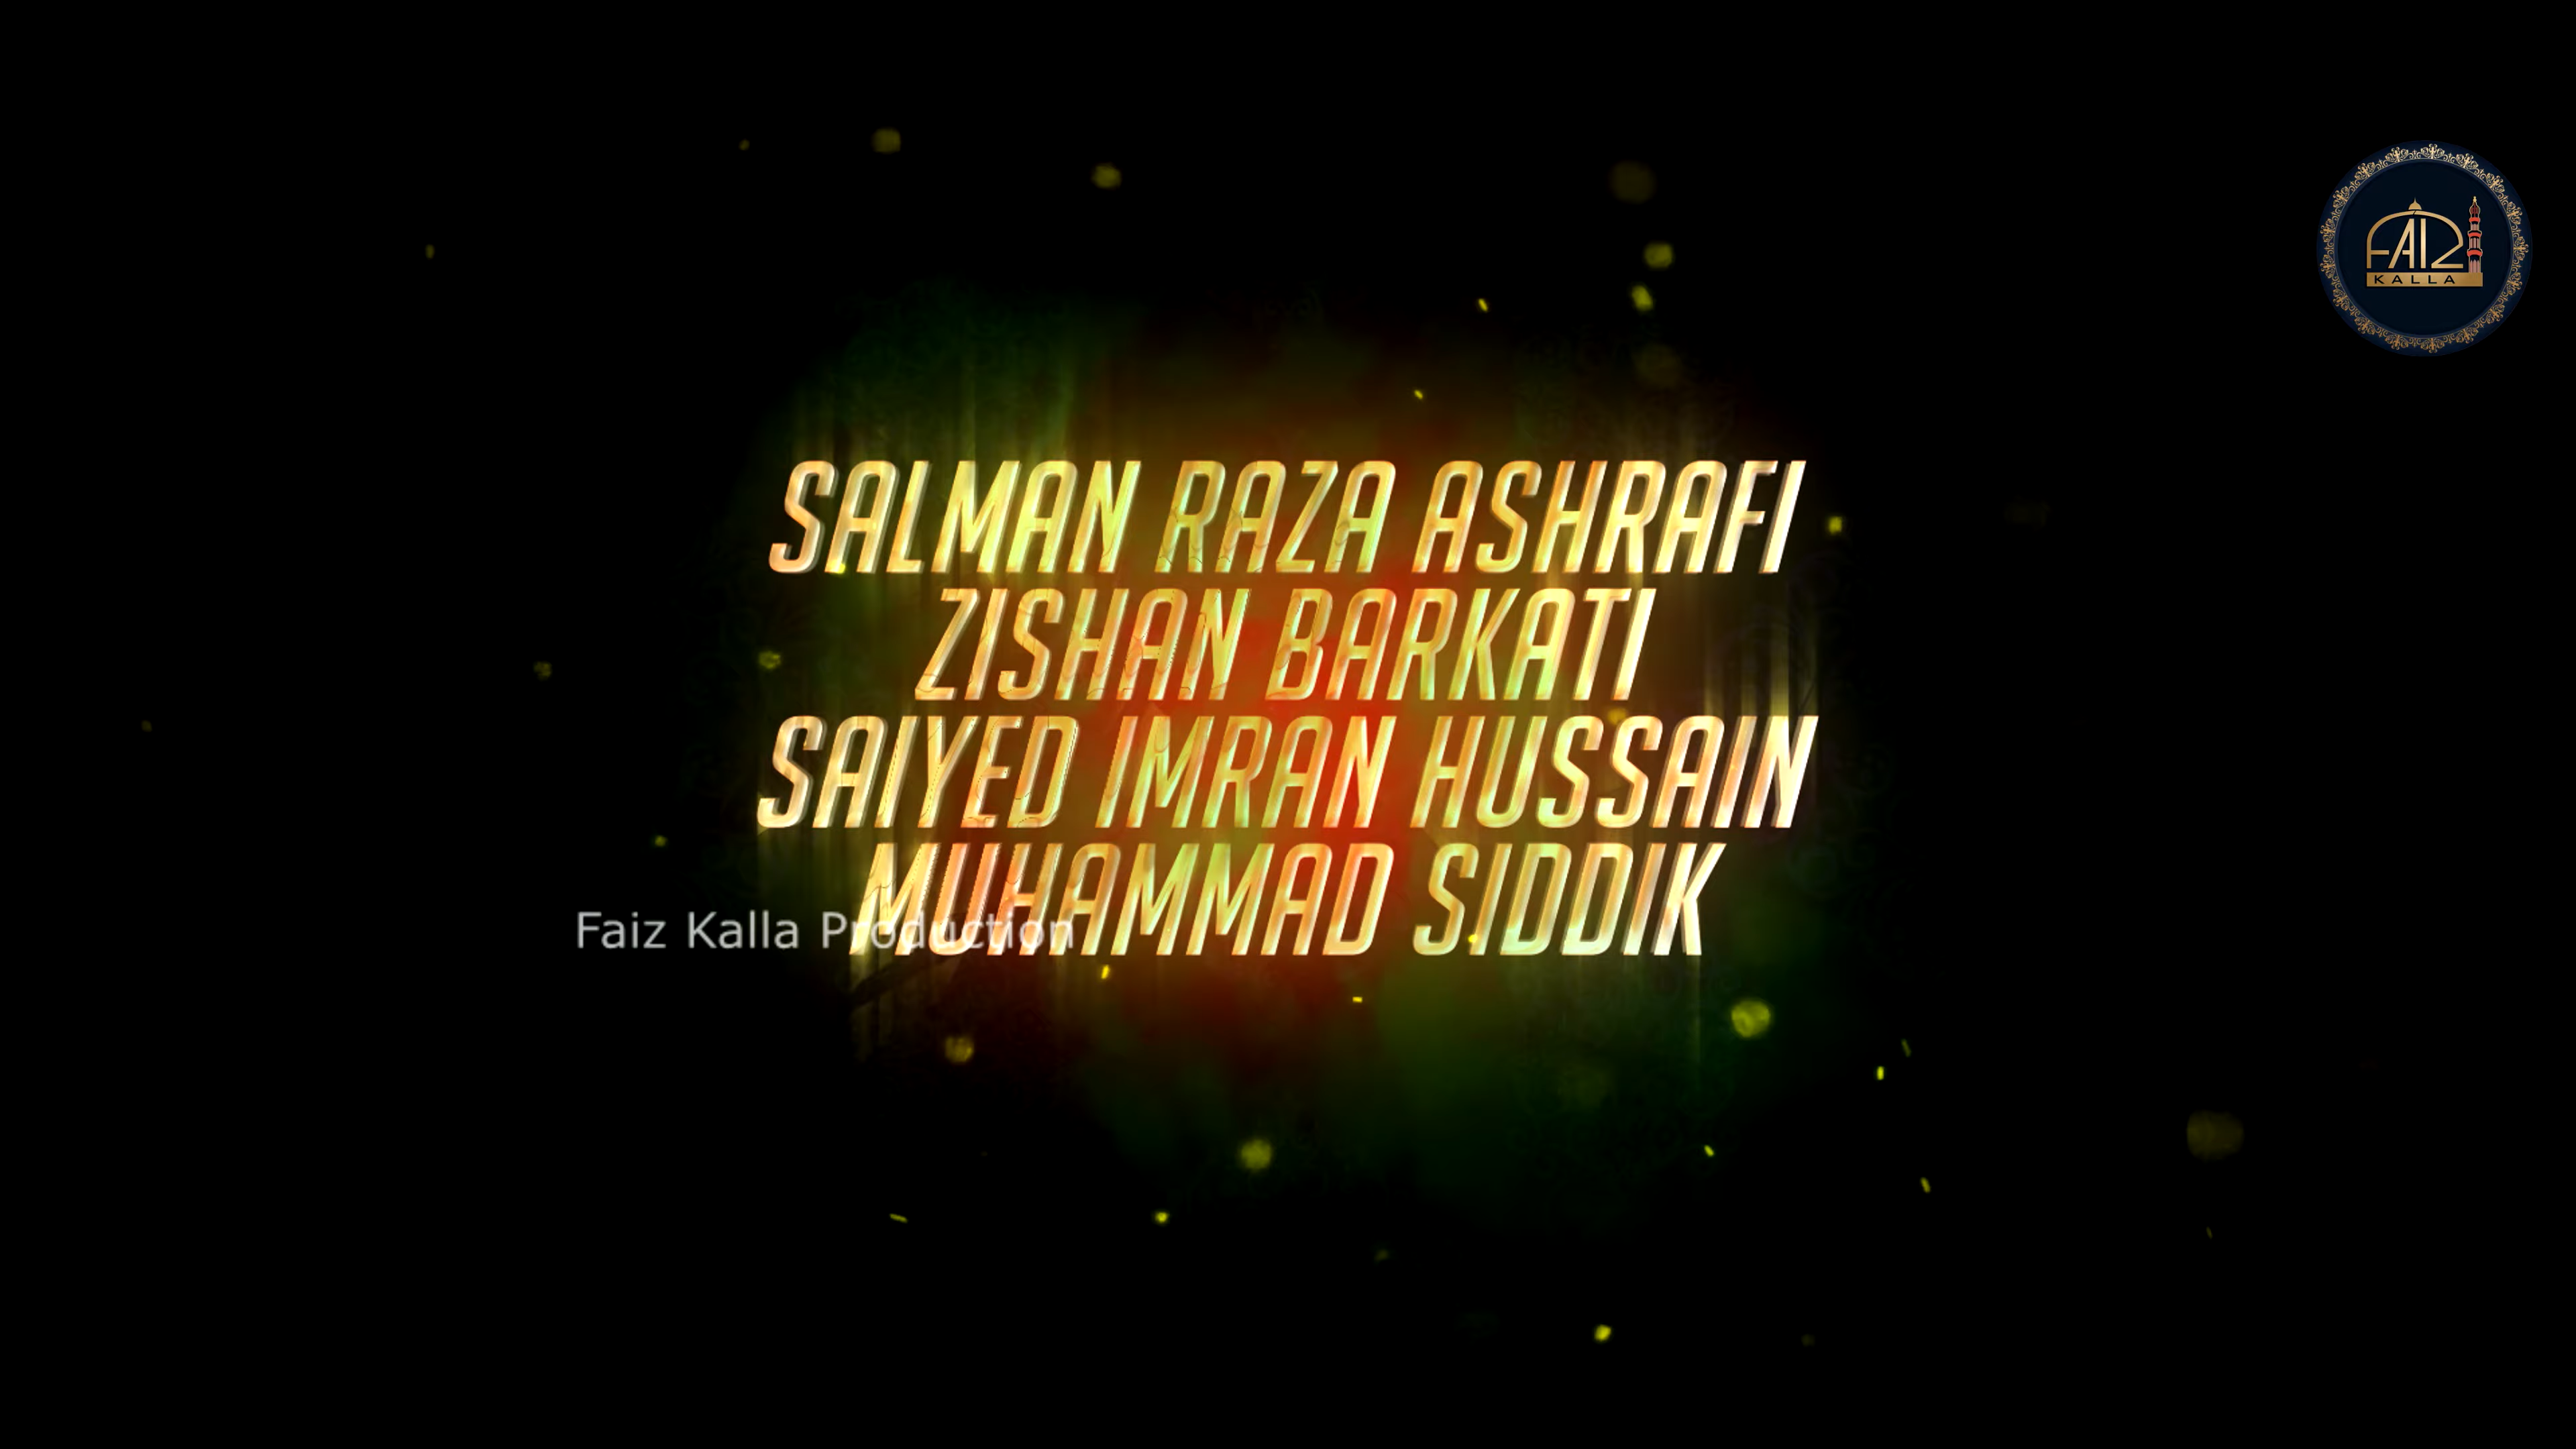 FAIZ
KALLA
SALMAN RAZA ASHRAFI
ZISHAN BARKATI
SAIYED IMRAN HUSSAIN
MUHAMMAD SIDDIK
Faiz Kalla Production